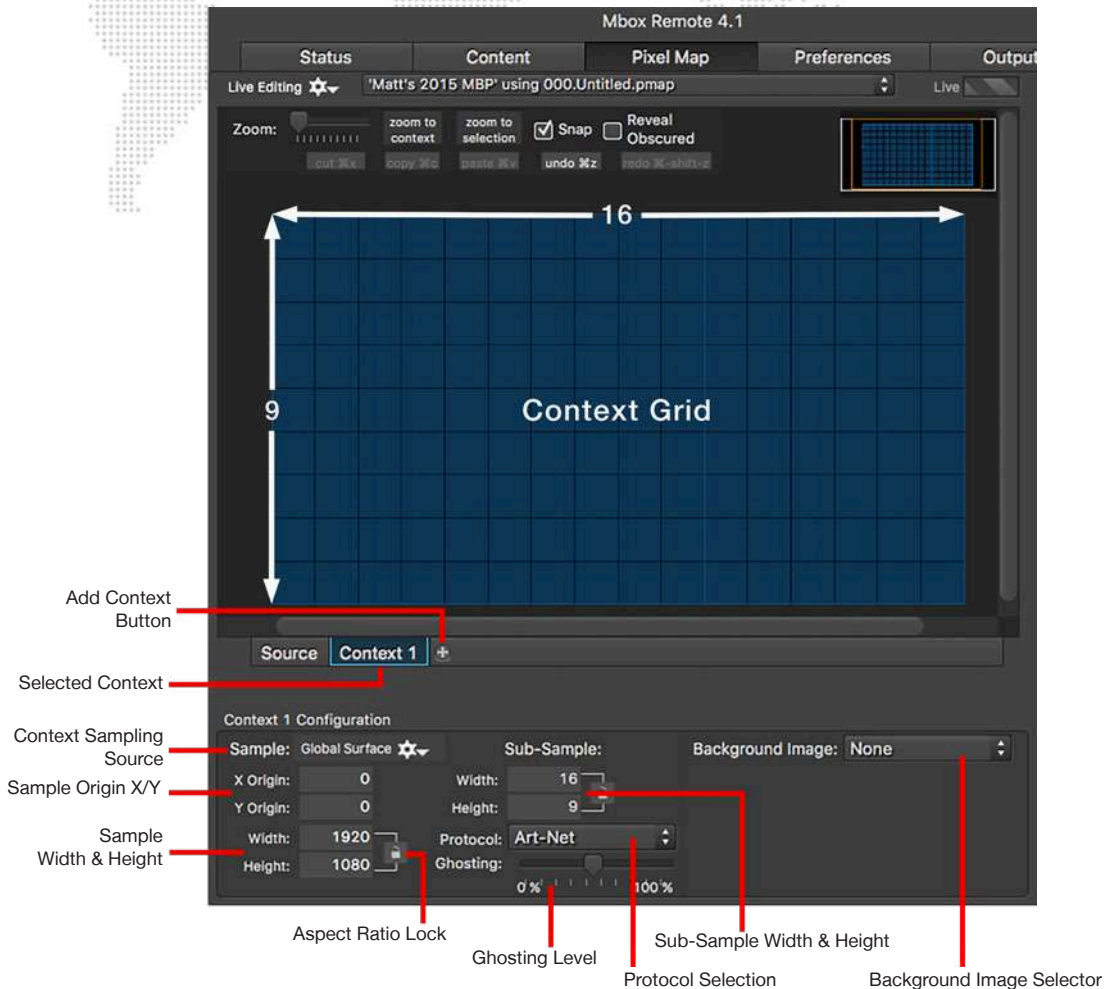 Mbox Remote 4.1
Status Content Pixel Map Preferences Output
Live Editing 'Matt's 2015 MBP' using 000.Untitled.pmap Live
Zoom: zoom to context zoom to selection Snap Reveal Obscured
cut ⌘x copy ⌘c paste ⌘v undo ⌘z redo ⌘-shift-z
16
9
Context Grid
Add Context
Button
Source Context 1 +
Selected Context
Context 1 Configuration
Context Sampling
Source
Sample: Global Surface Sub-Sample: Background Image: None
Sample Origin X/Y
X Origin: 0 Width: 16
Y Origin: 0 Height: 9
Sample
Width & Height
Width: 1920 Protocol: Art-Net
Height: 1080 Ghosting:
0% 100%
Aspect Ratio Lock
Ghosting Level
Sub-Sample Width & Height
Protocol Selection
Background Image Selector